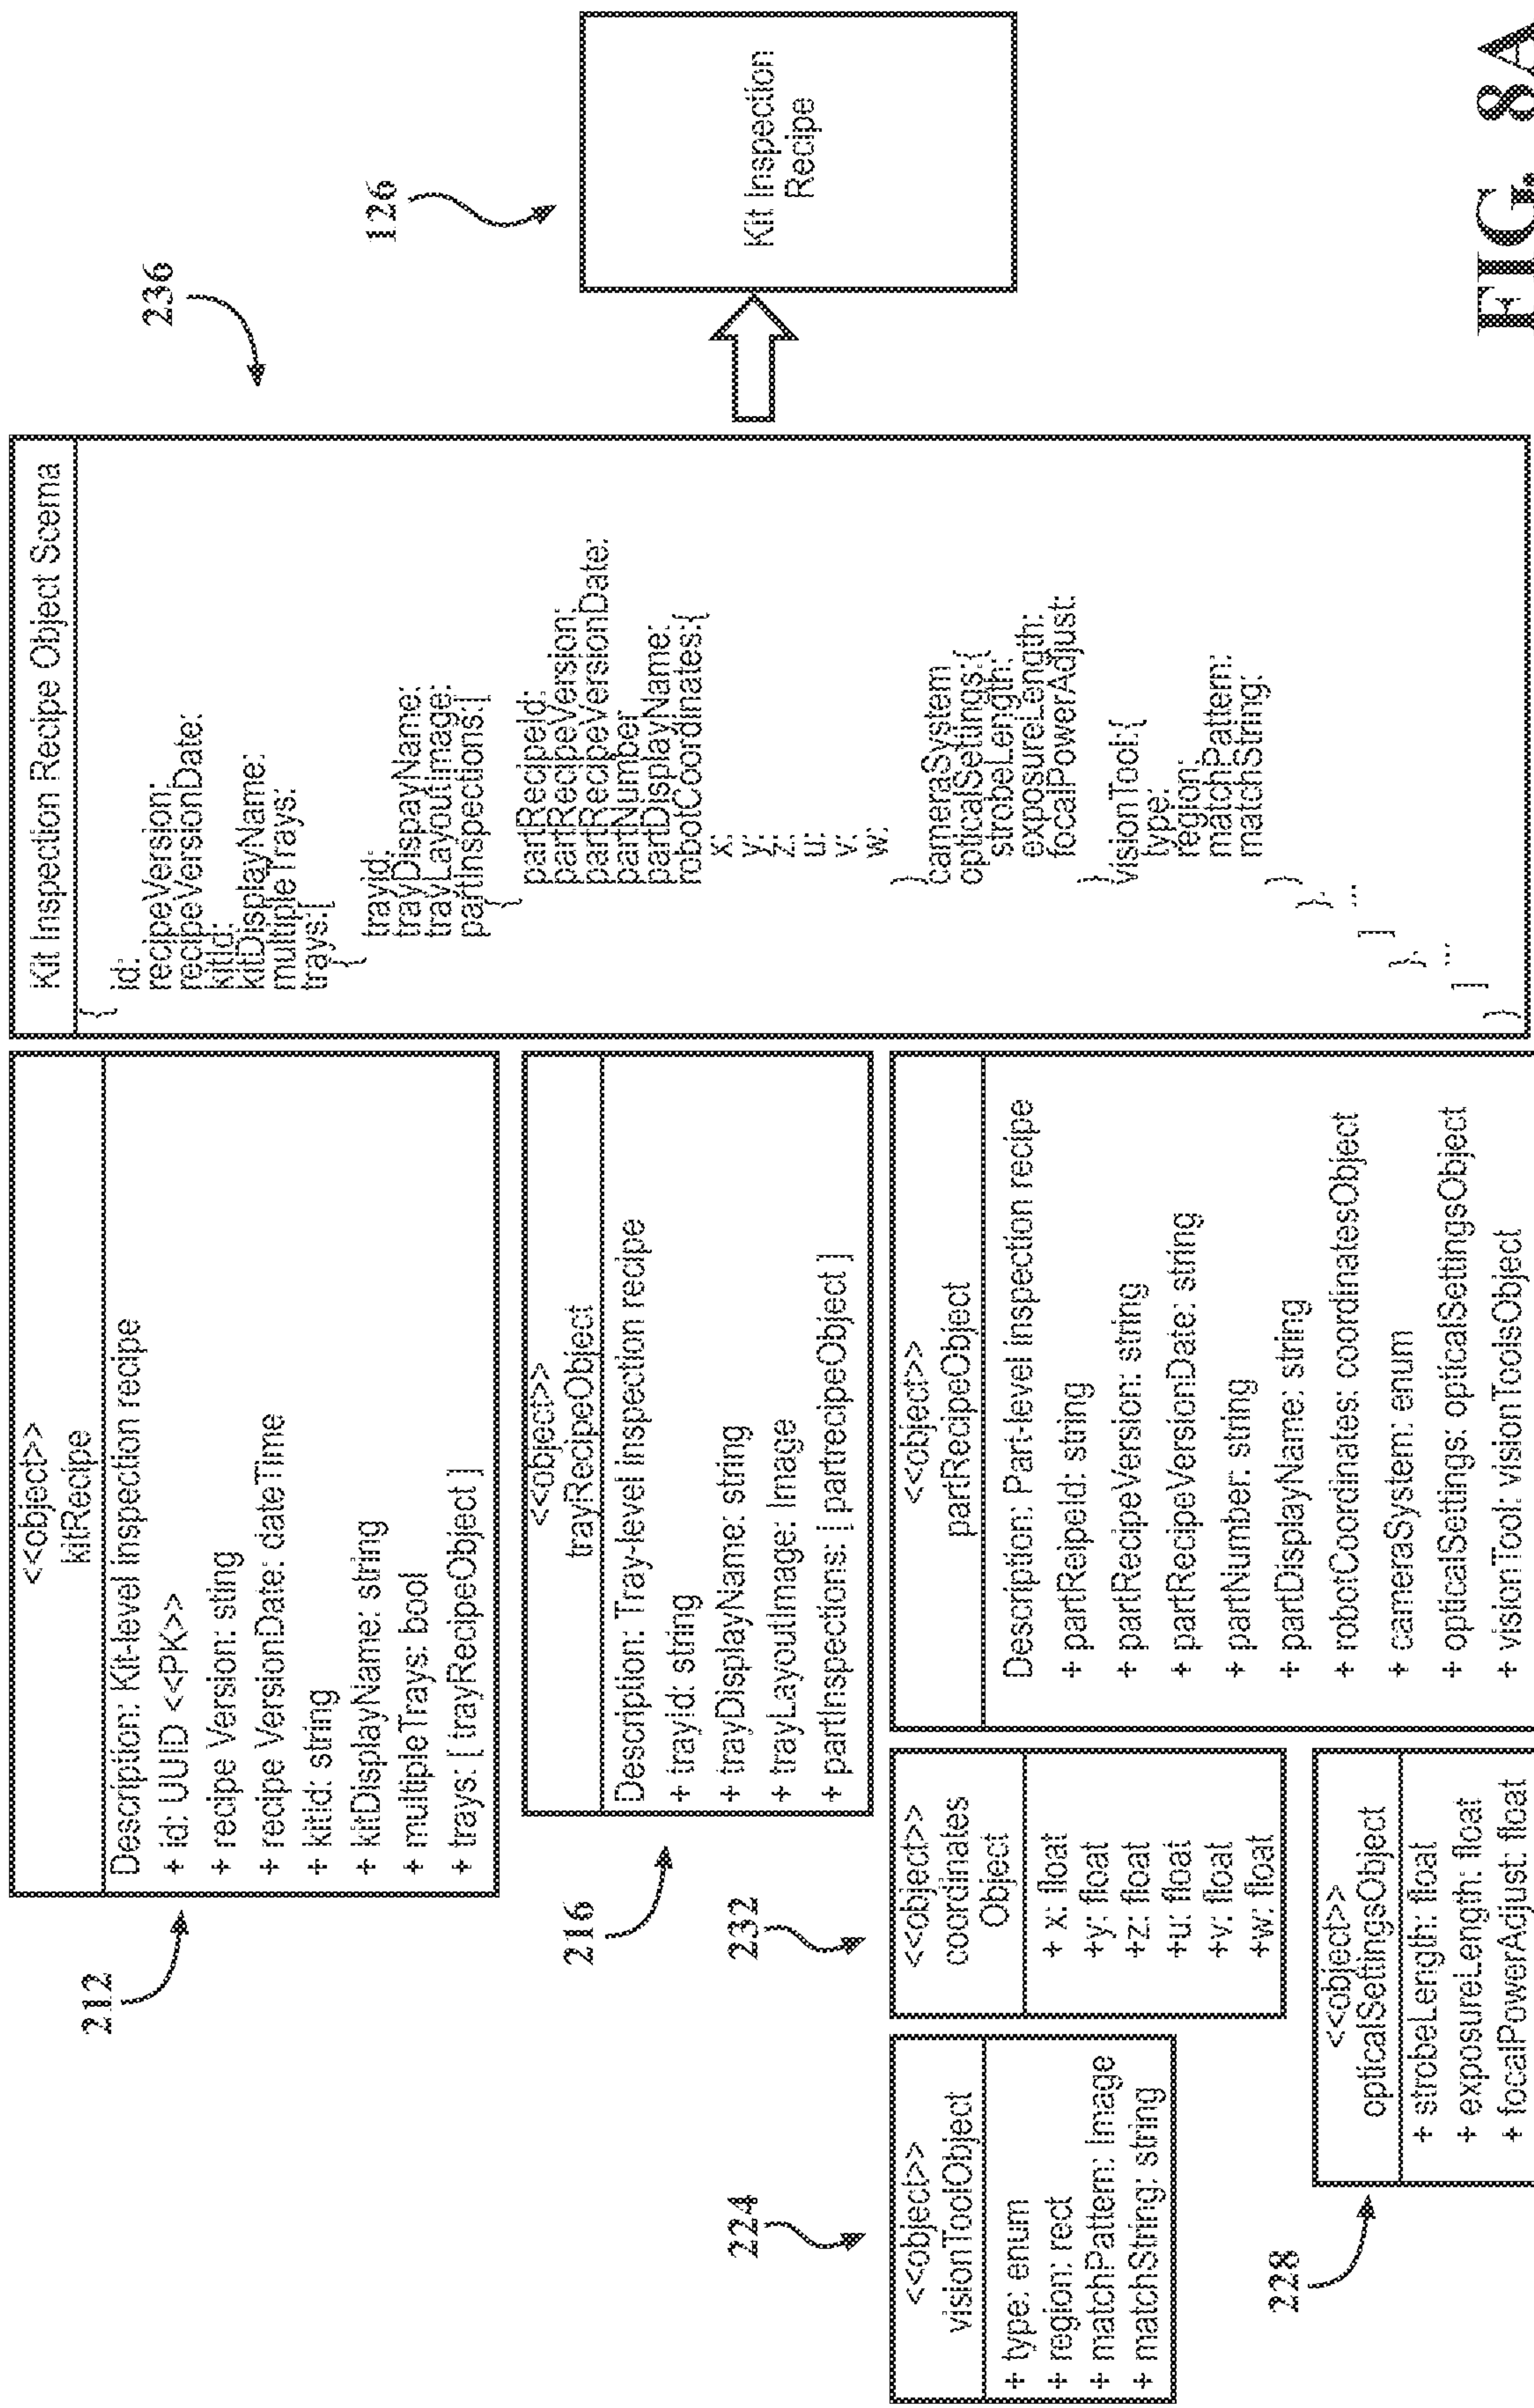 212
<<object>>
kitRecipe
Description: Kit-level inspection recipe
+ id: UUID <<PK>>
+ recipe Version: sting
+ recipe VersionDate: dateTime
+ kitId: string
+ kitDisplayName: string
+ multipleTrays: bool
+ trays: [ trayRecipeObject ]
216
<<object>>
trayRecipeObject
Description: Tray-level inspection recipe
+ trayId: string
+ trayDisplayName: string
+ trayLayoutImage: Image
+ partInspections: [ partrecipeObject ]
224
<<object>>
visionToolObject
+ type: enum
+ region: rect
+ matchPattern: Image
+ matchString: string
232
<<object>>
coordinates
Object
+ x: float
+y: float
+z: float
+u: float
+v: float
+w: float
228
<<object>>
opticalSettingsObject
+ strobeLength: float
+ exposureLength: float
+ focalPowerAdjust: float
<<object>>
partRecipeObject
Description: Part-level inspection recipe
+ partReipeId: string
+ partRecipeVersion: string
+ partRecipeVersionDate: string
+ partNumber: string
+ partDisplayName: string
+ robotCoordinates: coordinatesObject
+ cameraSystem: enum
+ opticalSettings: opticalSettingsObject
+ visionTool: visionToolsObject
236
Kit Inspection Recipe Object Scema
{
id:
recipeVersion:
recipeVersionDate:
kitId:
kitDisplayName:
multipleTrays:
trays:[
{
trayid:
trayDispayName:
trayLayoutImage:
partInspections:[
{
partRecipeId:
partRecipeVersion:
partRecipeVersionDate:
partNumber
partDisplayName:
robotCoordinates:{
x:
y:
z:
u:
v:
w:
}
cameraSystem
opticalSettings:{
strobeLength:
exposureLength:
focalPowerAdjust:
}
visionTool:{
type:
region:
matchPattern:
matchString:
}
},
...
]
},
...
]
}
126
Kit Inspection
Recipe
FIG. 8A